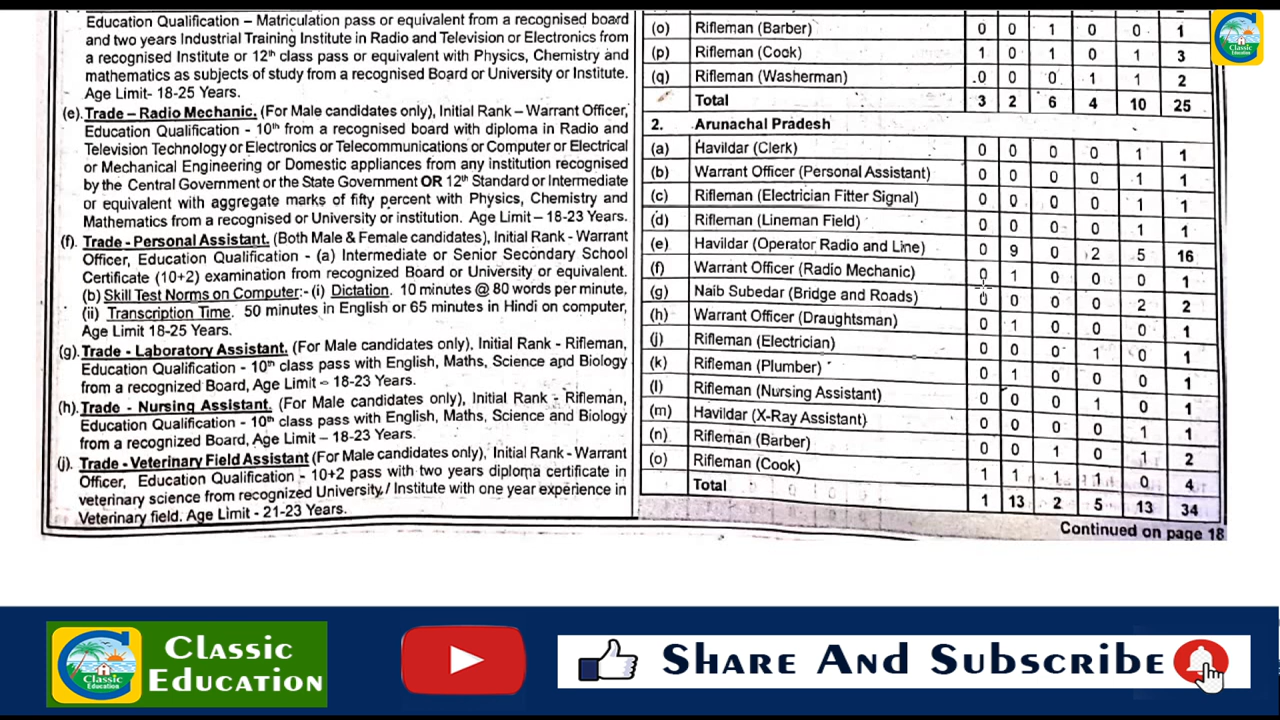 Education Qualification – Matriculation pass or equivalent from a recognised board
and two years Industrial Training Institute in Radio and Television or Electronics from
a recognised Institute or 12th class pass or equivalent with Physics, Chemistry and
mathematics as subjects of study from a recognised Board or University or Institute.
Age Limit- 18-25 Years.
(e). Trade – Radio Mechanic. (For Male candidates only), Initial Rank – Warrant Officer,
Education Qualification - 10th from a recognised board with diploma in Radio and
Television Technology or Electronics or Telecommunications or Computer or Electrical
or Mechanical Engineering or Domestic appliances from any institution recognised
by the Central Government or the State Government OR 12th Standard or Intermediate
or equivalent with aggregate marks of fifty percent with Physics, Chemistry and
Mathematics from a recognised or University or institution. Age Limit – 18-23 Years.
(f). Trade - Personal Assistant. (Both Male & Female candidates), Initial Rank - Warrant
Officer, Education Qualification - (a) Intermediate or Senior Secondary School
Certificate (10+2) examination from recognized Board or University or equivalent.
(b) Skill Test Norms on Computer:- (i) Dictation. 10 minutes @ 80 words per minute,
(ii) Transcription Time. 50 minutes in English or 65 minutes in Hindi on computer,
Age Limit 18-25 Years.
(g). Trade - Laboratory Assistant. (For Male candidates only). Initial Rank - Rifleman,
Education Qualification - 10th class pass with English, Maths, Science and Biology
from a recognized Board, Age Limit – 18-23 Years.
(h). Trade - Nursing Assistant. (For Male candidates only), Initial Rank - Rifleman,
Education Qualification - 10th class pass with English, Maths, Science and Biology
from a recognized Board, Age Limit – 18-23 Years.
(j). Trade - Veterinary Field Assistant (For Male candidates only), Initial Rank - Warrant
Officer, Education Qualification - 10+2 pass with two years diploma certificate in
veterinary science from recognized University / Institute with one year experience in
Veterinary field. Age Limit - 21-23 Years.
(o) Rifleman (Barber) 0 0 1 0 0 1
(p) Rifleman (Cook) 1 0 1 0 1 3
(q) Rifleman (Washerman) 0 0 0 1 1 2
Total 3 2 6 4 10 25
2. Arunachal Pradesh
(a) Havildar (Clerk) 0 0 0 0 1 1
(b) Warrant Officer (Personal Assistant) 0 0 0 0 1 1
(c) Rifleman (Electrician Fitter Signal) 0 0 0 0 1 1
(d) Rifleman (Lineman Field) 0 0 0 0 1 1
(e) Havildar (Operator Radio and Line) 0 9 0 2 5 16
(f) Warrant Officer (Radio Mechanic) 0 1 0 0 0 1
(g) Naib Subedar (Bridge and Roads) 0 0 0 0 2 2
(h) Warrant Officer (Draughtsman) 0 1 0 0 0 1
(j) Rifleman (Electrician) 0 0 0 1 0 1
(k) Rifleman (Plumber) 0 1 0 0 0 1
(l) Rifleman (Nursing Assistant) 0 0 0 1 0 1
(m) Havildar (X-Ray Assistant) 0 0 0 0 1 1
(n) Rifleman (Barber) 0 0 1 0 1 2
(o) Rifleman (Cook) 1 1 1 1 0 4
Total 1 13 2 5 13 34
Continued on page 18
Classic
Education
Classic
Education
Classic
Education
Share And Subscribe